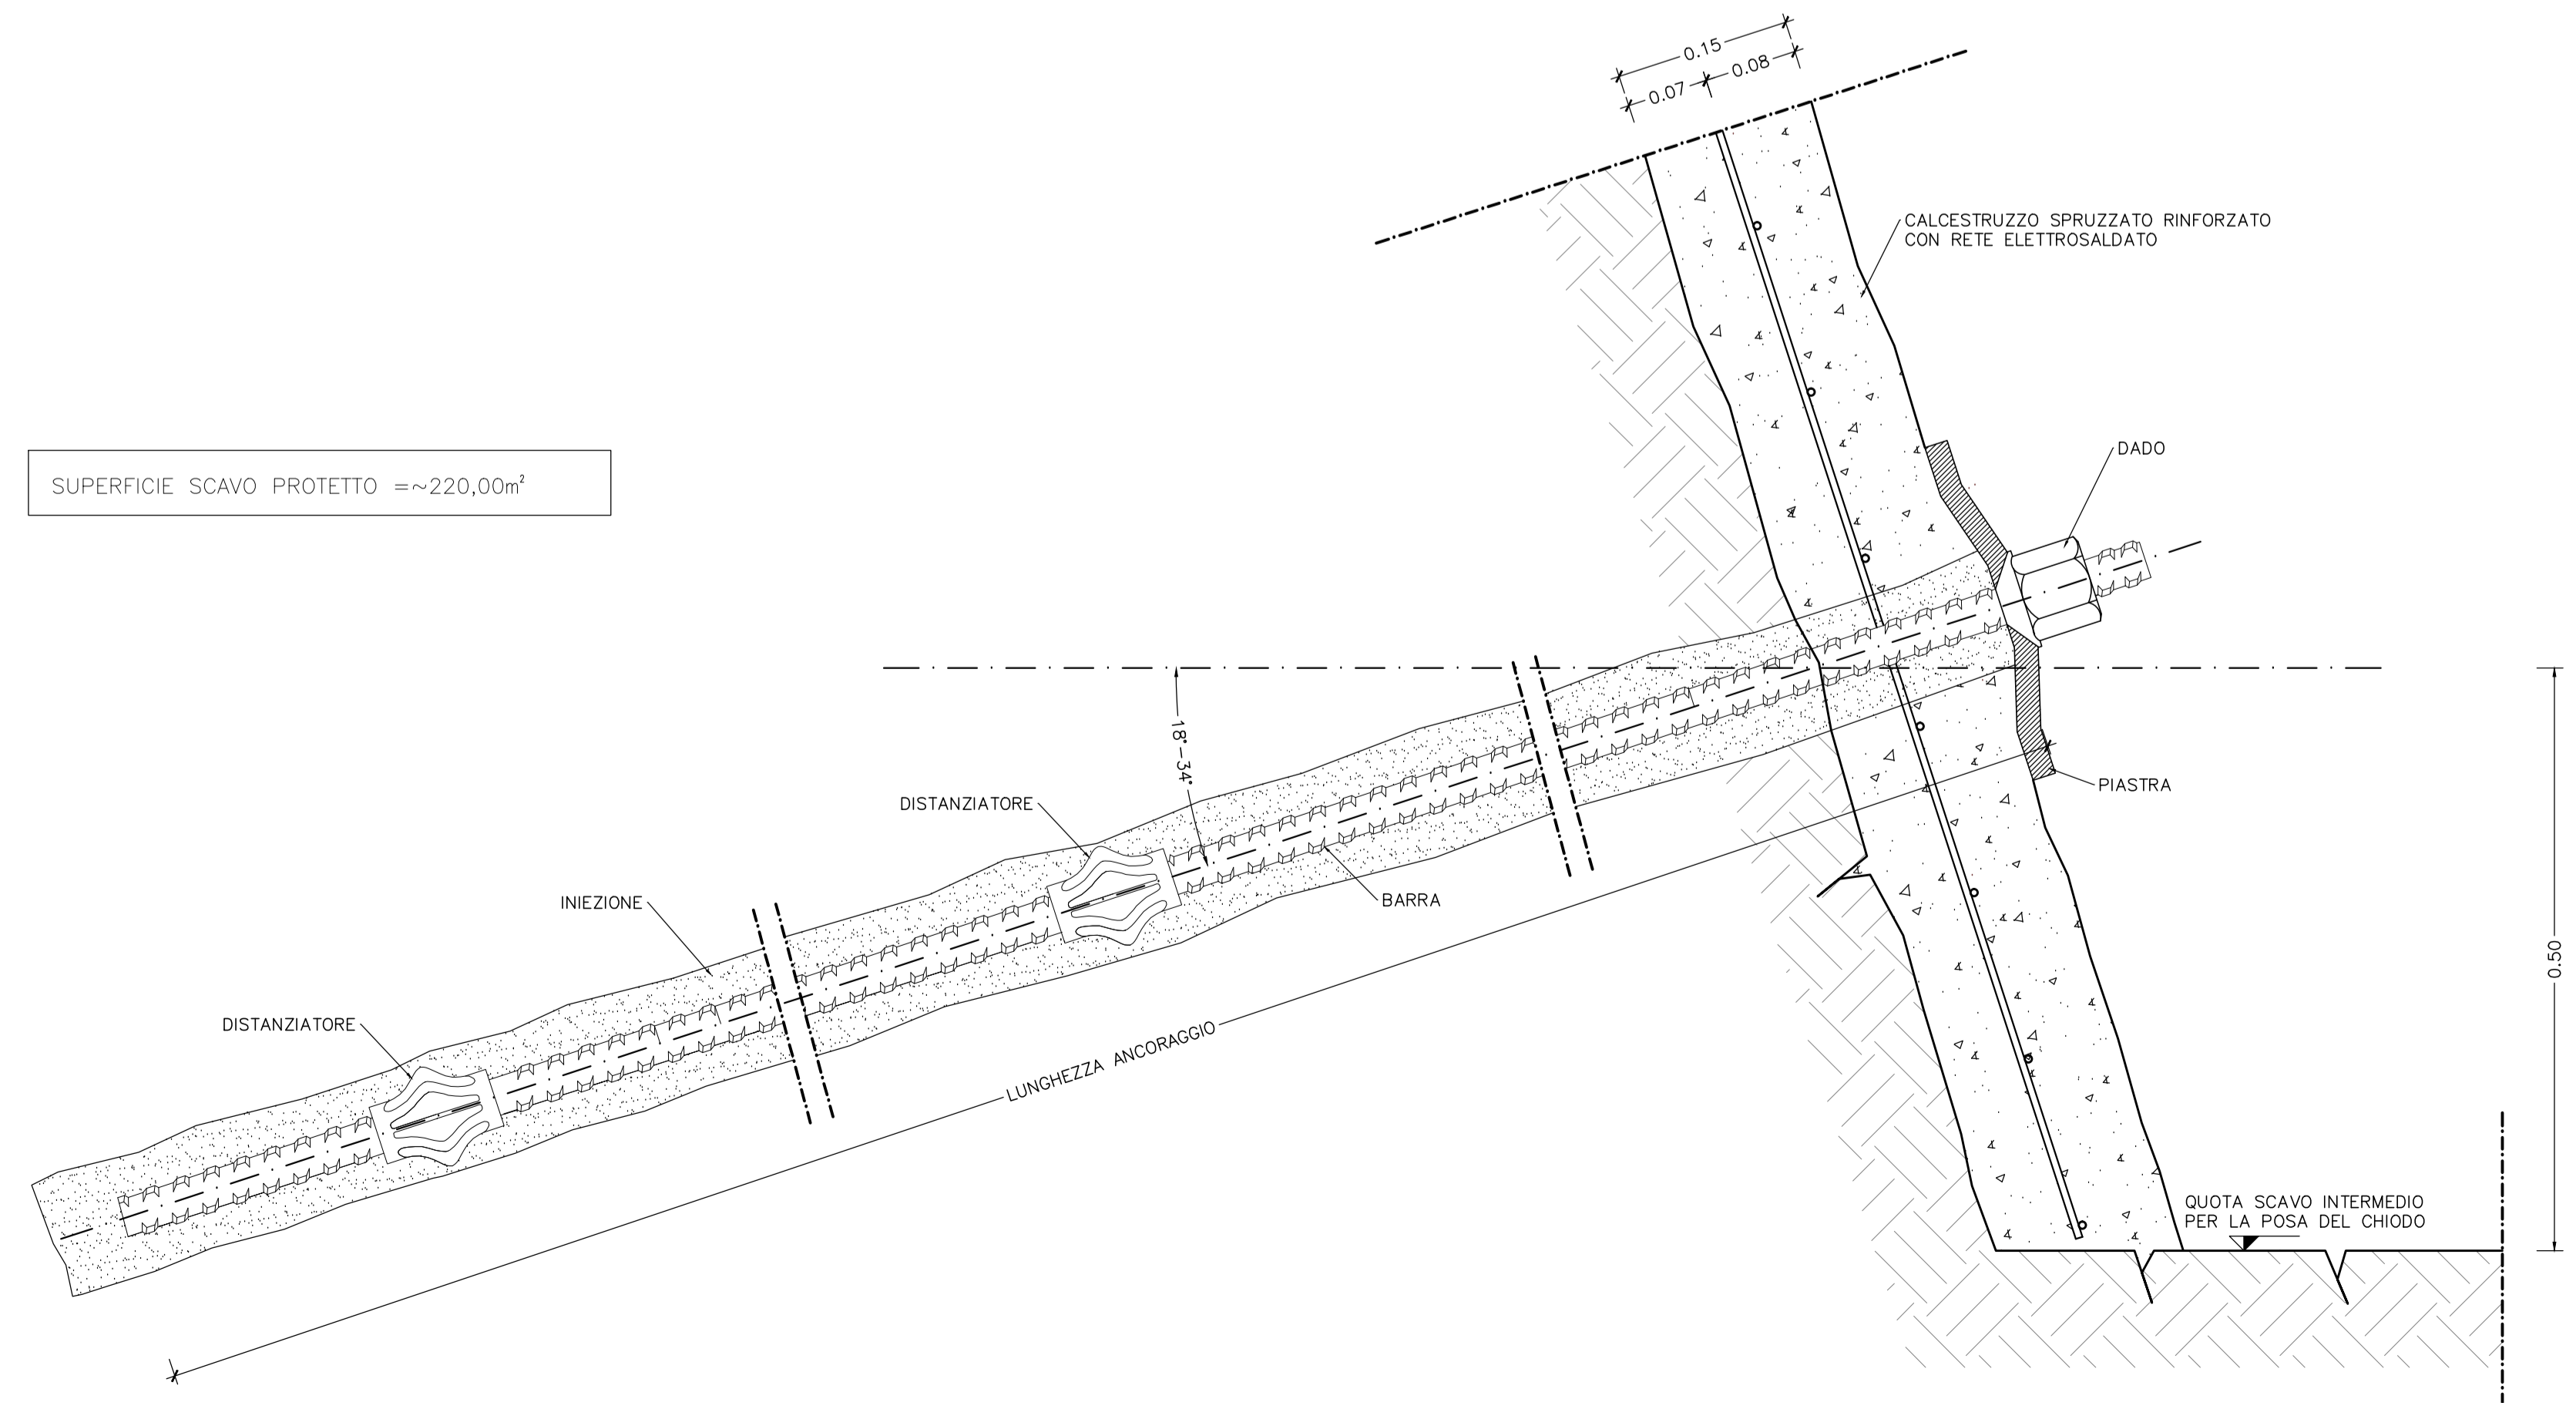 0.15
0.07
0.08
CALCESTRUZZO SPRUZZATO RINFORZATO
CON RETE ELETTROSALDATO
DADO
SUPERFICIE SCAVO PROTETTO =~220,00m²
18°-34°
DISTANZIATORE
PIASTRA
INIEZIONE
BARRA
0.50
DISTANZIATORE
LUNGHEZZA ANCORAGGIO
QUOTA SCAVO INTERMEDIO
PER LA POSA DEL CHIODO